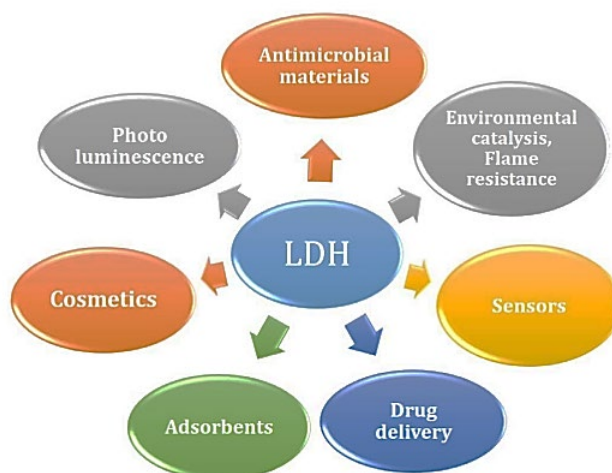 Antimicrobial
materials
Photo
luminescence
Environmental
catalysis,
Flame
resistance
LDH
Cosmetics
Sensors
Adsorbents
Drug
delivery